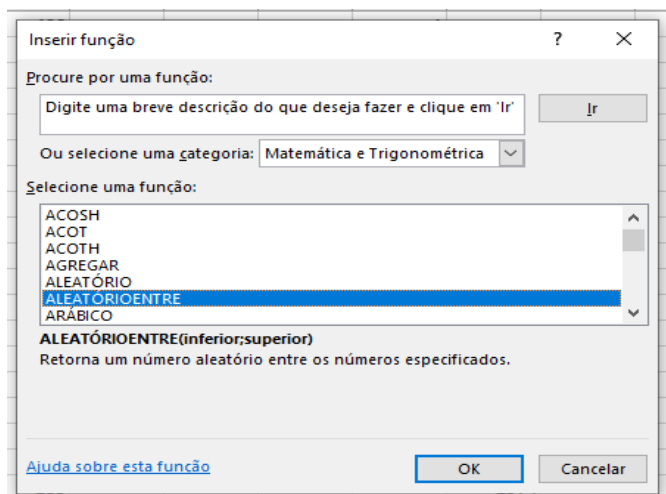 Inserir função ? ×
Procure por uma função:
Digite uma breve descrição do que deseja fazer e clique em 'Ir' Ir
Ou selecione uma categoria: Matemática e Trigonométrica
Selecione uma função:
ACOSH
ACOT
ACOTH
AGREGAR
ALEATÓRIO
ALEATÓRIOENTRE
ARÁBICO
ALEATÓRIOENTRE(inferior;superior)
Retorna um número aleatório entre os números especificados.
Ajuda sobre esta função OK Cancelar